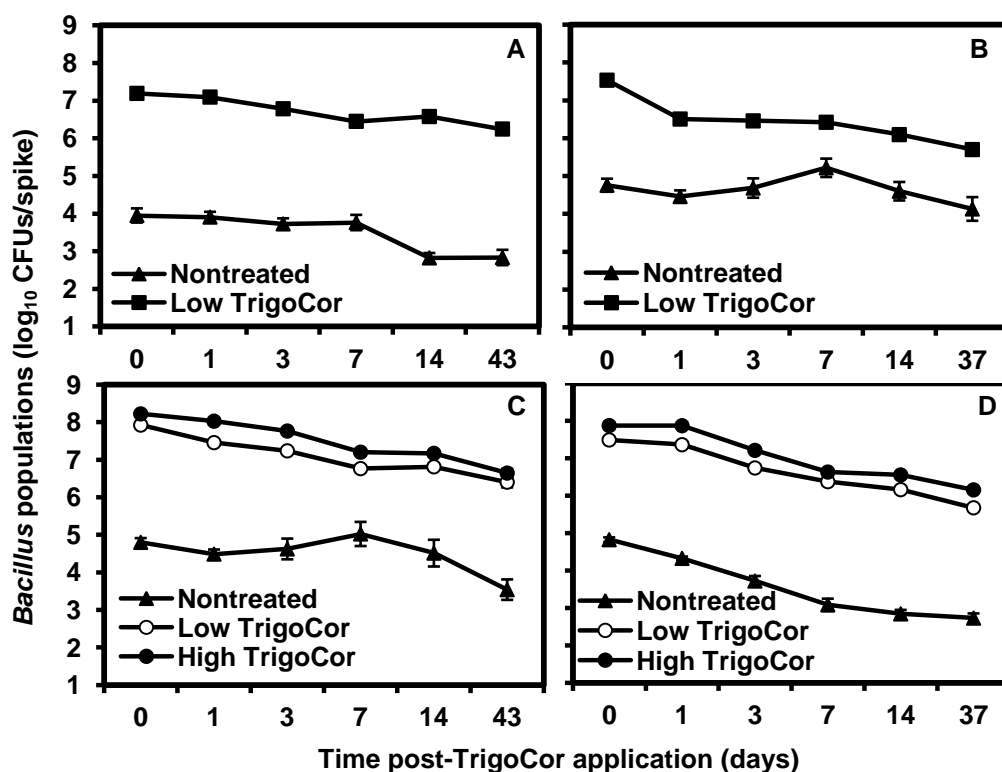 Bacillus populations (log₁₀ CFUs/spike)
9
8
7
6
5
4
3
2
1
A
Nontreated
Low TrigoCor
0 1 3 7 14 43
B
Nontreated
Low TrigoCor
0 1 3 7 14 37
9
8
7
6
5
4
3
2
1
C
Nontreated
Low TrigoCor
High TrigoCor
0 1 3 7 14 43
D
Nontreated
Low TrigoCor
High TrigoCor
0 1 3 7 14 37
Time post-TrigoCor application (days)